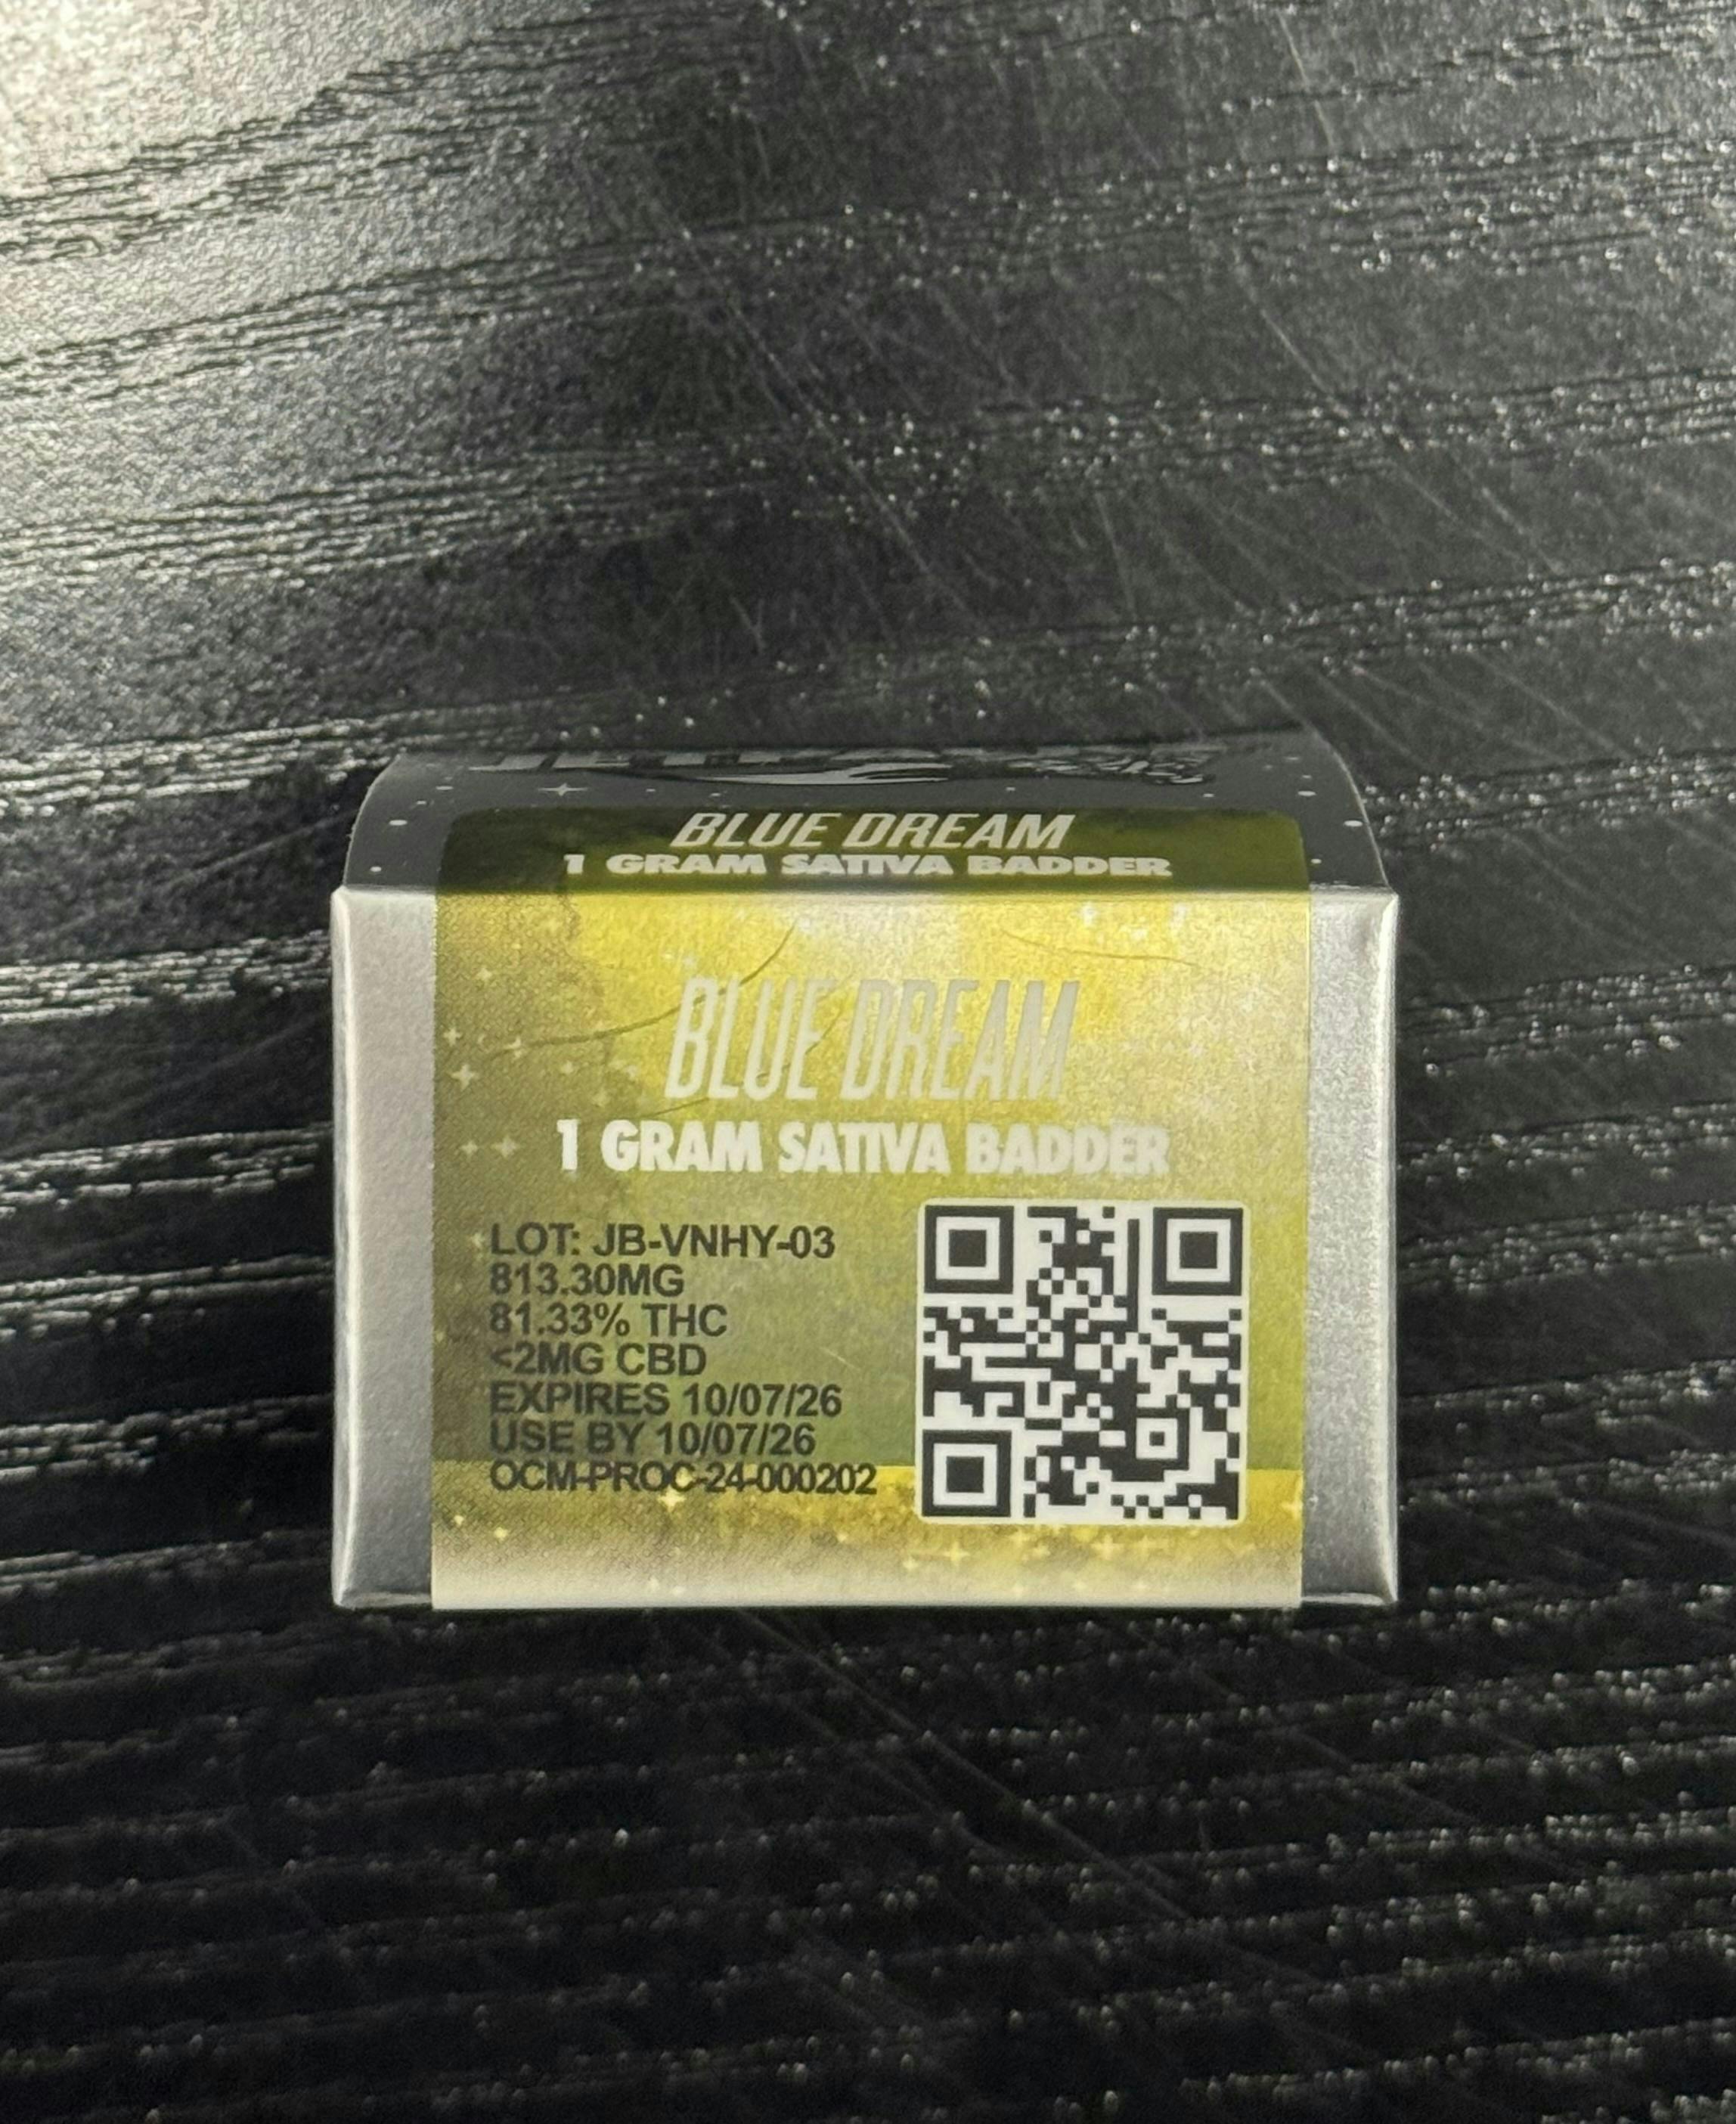 BLUE DREAM
1 GRAM SATIVA BADDER
BLUE DREAM
1 GRAM SATIVA BADDER
LOT: JB-VNHY-03
813.30MG
81.33% THC
<2MG CBD
EXPIRES 10/07/26
USE BY 10/07/26
OCM-PROC-24-000202